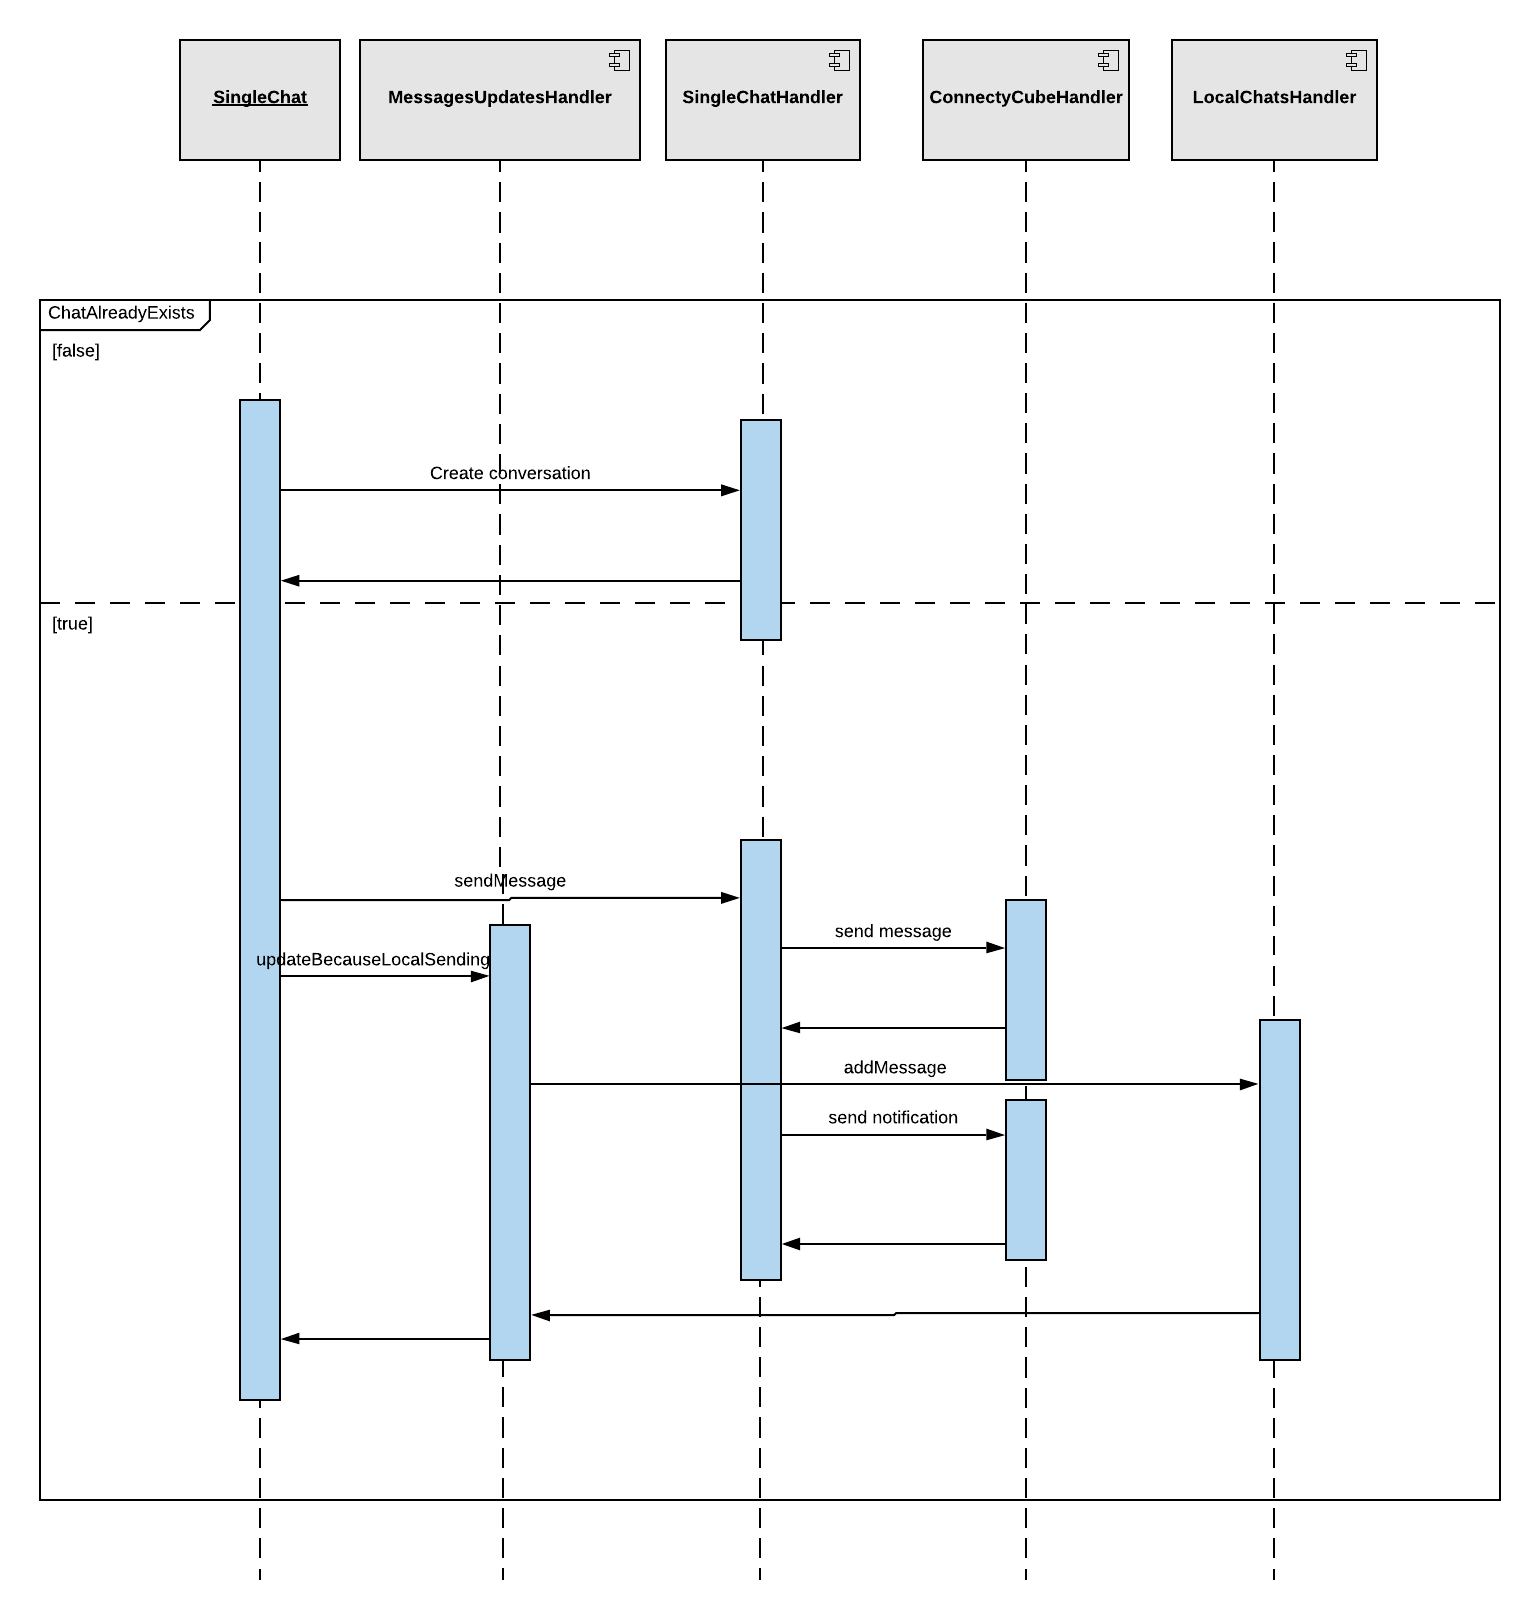 SingleChat
MessagesUpdatesHandler
SingleChatHandler
ConnectyCubeHandler
LocalChatsHandler
ChatAlreadyExists
[false]
Create conversation
[true]
sendMessage
send message
updateBecauseLocalSending
addMessage
send notification